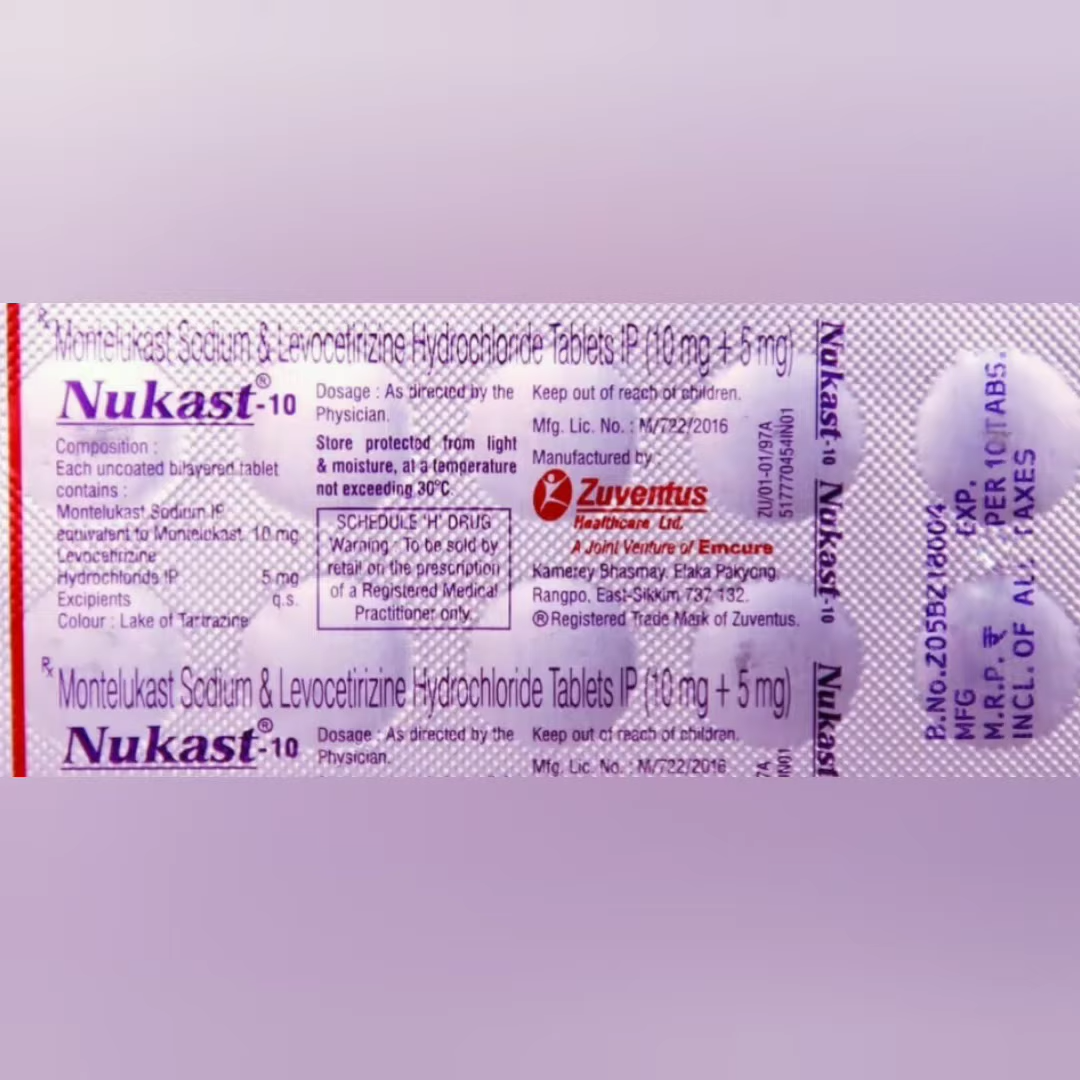 Rx
Montelukast Sodium & Levocetirizine Hydrochloride Tablets IP (10 mg + 5 mg)
Nukast®-10
Composition :
Each uncoated bilayered tablet
contains :
Montelukast Sodium IP
equivalent to Montelukast 10 mg
Levocetirizine
Hydrochloride IP 5 mg
Excipients q.s.
Colour : Lake of Tartrazine
Dosage : As directed by the
Physician.
Store protected from light
& moisture, at a temperature
not exceeding 30°C.
SCHEDULE 'H' DRUG
Warning : To be sold by
retail on the prescription
of a Registered Medical
Practitioner only.
Keep out of reach of children.
Mfg. Lic. No. : M/722/2016
Manufactured by :
Zuventus
Healthcare Ltd.
A Joint Venture of Emcure
Kamerey Bhasmay, Elaka Pakyong,
Rangpo, East-Sikkim 737 132.
® Registered Trade Mark of Zuventus.
ZU/01-01/97A
5177770454IN01
Nukast-10
Nukast-10
Nukast
Rx
Montelukast Sodium & Levocetirizine Hydrochloride Tablets IP (10 mg + 5 mg)
Nukast®-10
Dosage : As directed by the
Physician.
Keep out of reach of children.
Mfg. Lic. No. : M/722/2016
7A
IN01
B.No.Z05BZ18004
MFG EXP.
M.R.P. ₹ PER 10 TABS.
INCL.OF ALL TAXES